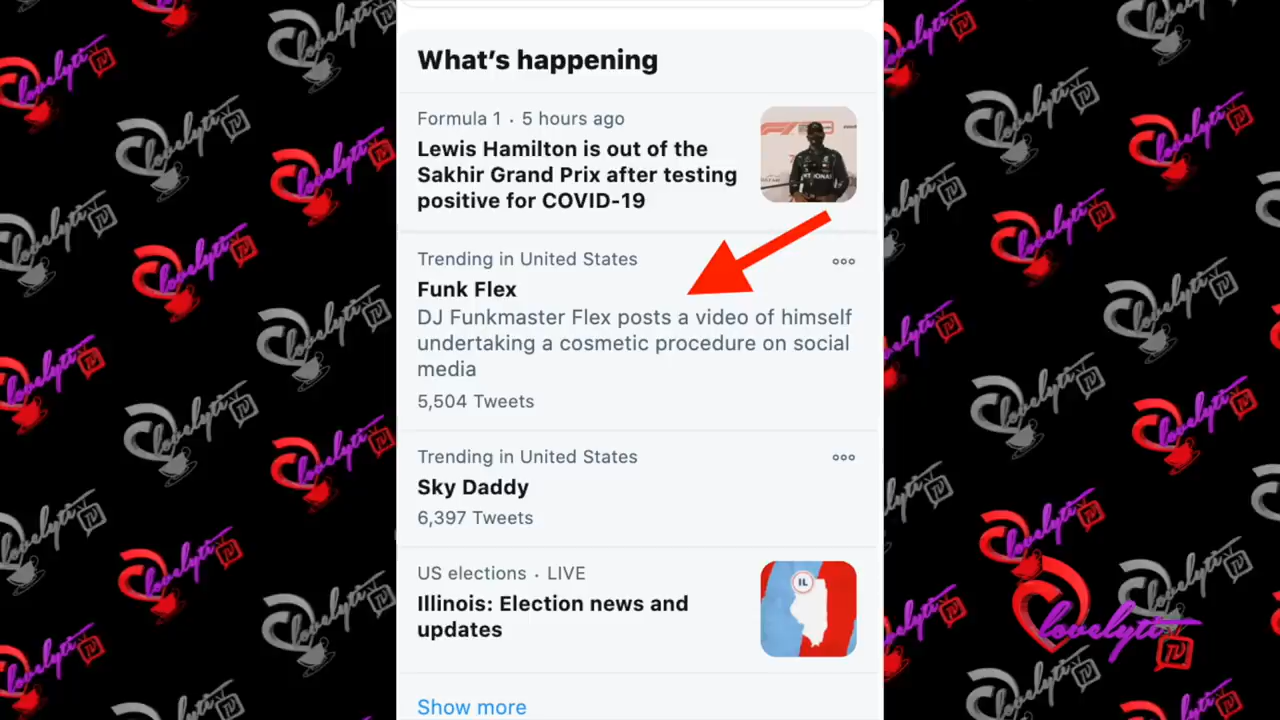 What's happening
Formula 1 · 5 hours ago
Lewis Hamilton is out of the
Sakhir Grand Prix after testing
positive for COVID-19
Trending in United States
Funk Flex
DJ Funkmaster Flex posts a video of himself
undertaking a cosmetic procedure on social
media
5,504 Tweets
Trending in United States
Sky Daddy
6,397 Tweets
US elections · LIVE
Illinois: Election news and
updates
IL
Show more
lovelyti
TV